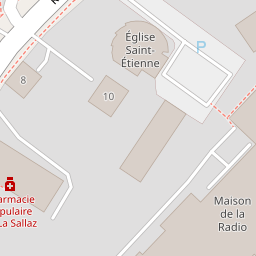 Église
Saint-
Étienne
P
8
10
armacie
pulaire
La Sallaz
Maison
de la
Radio